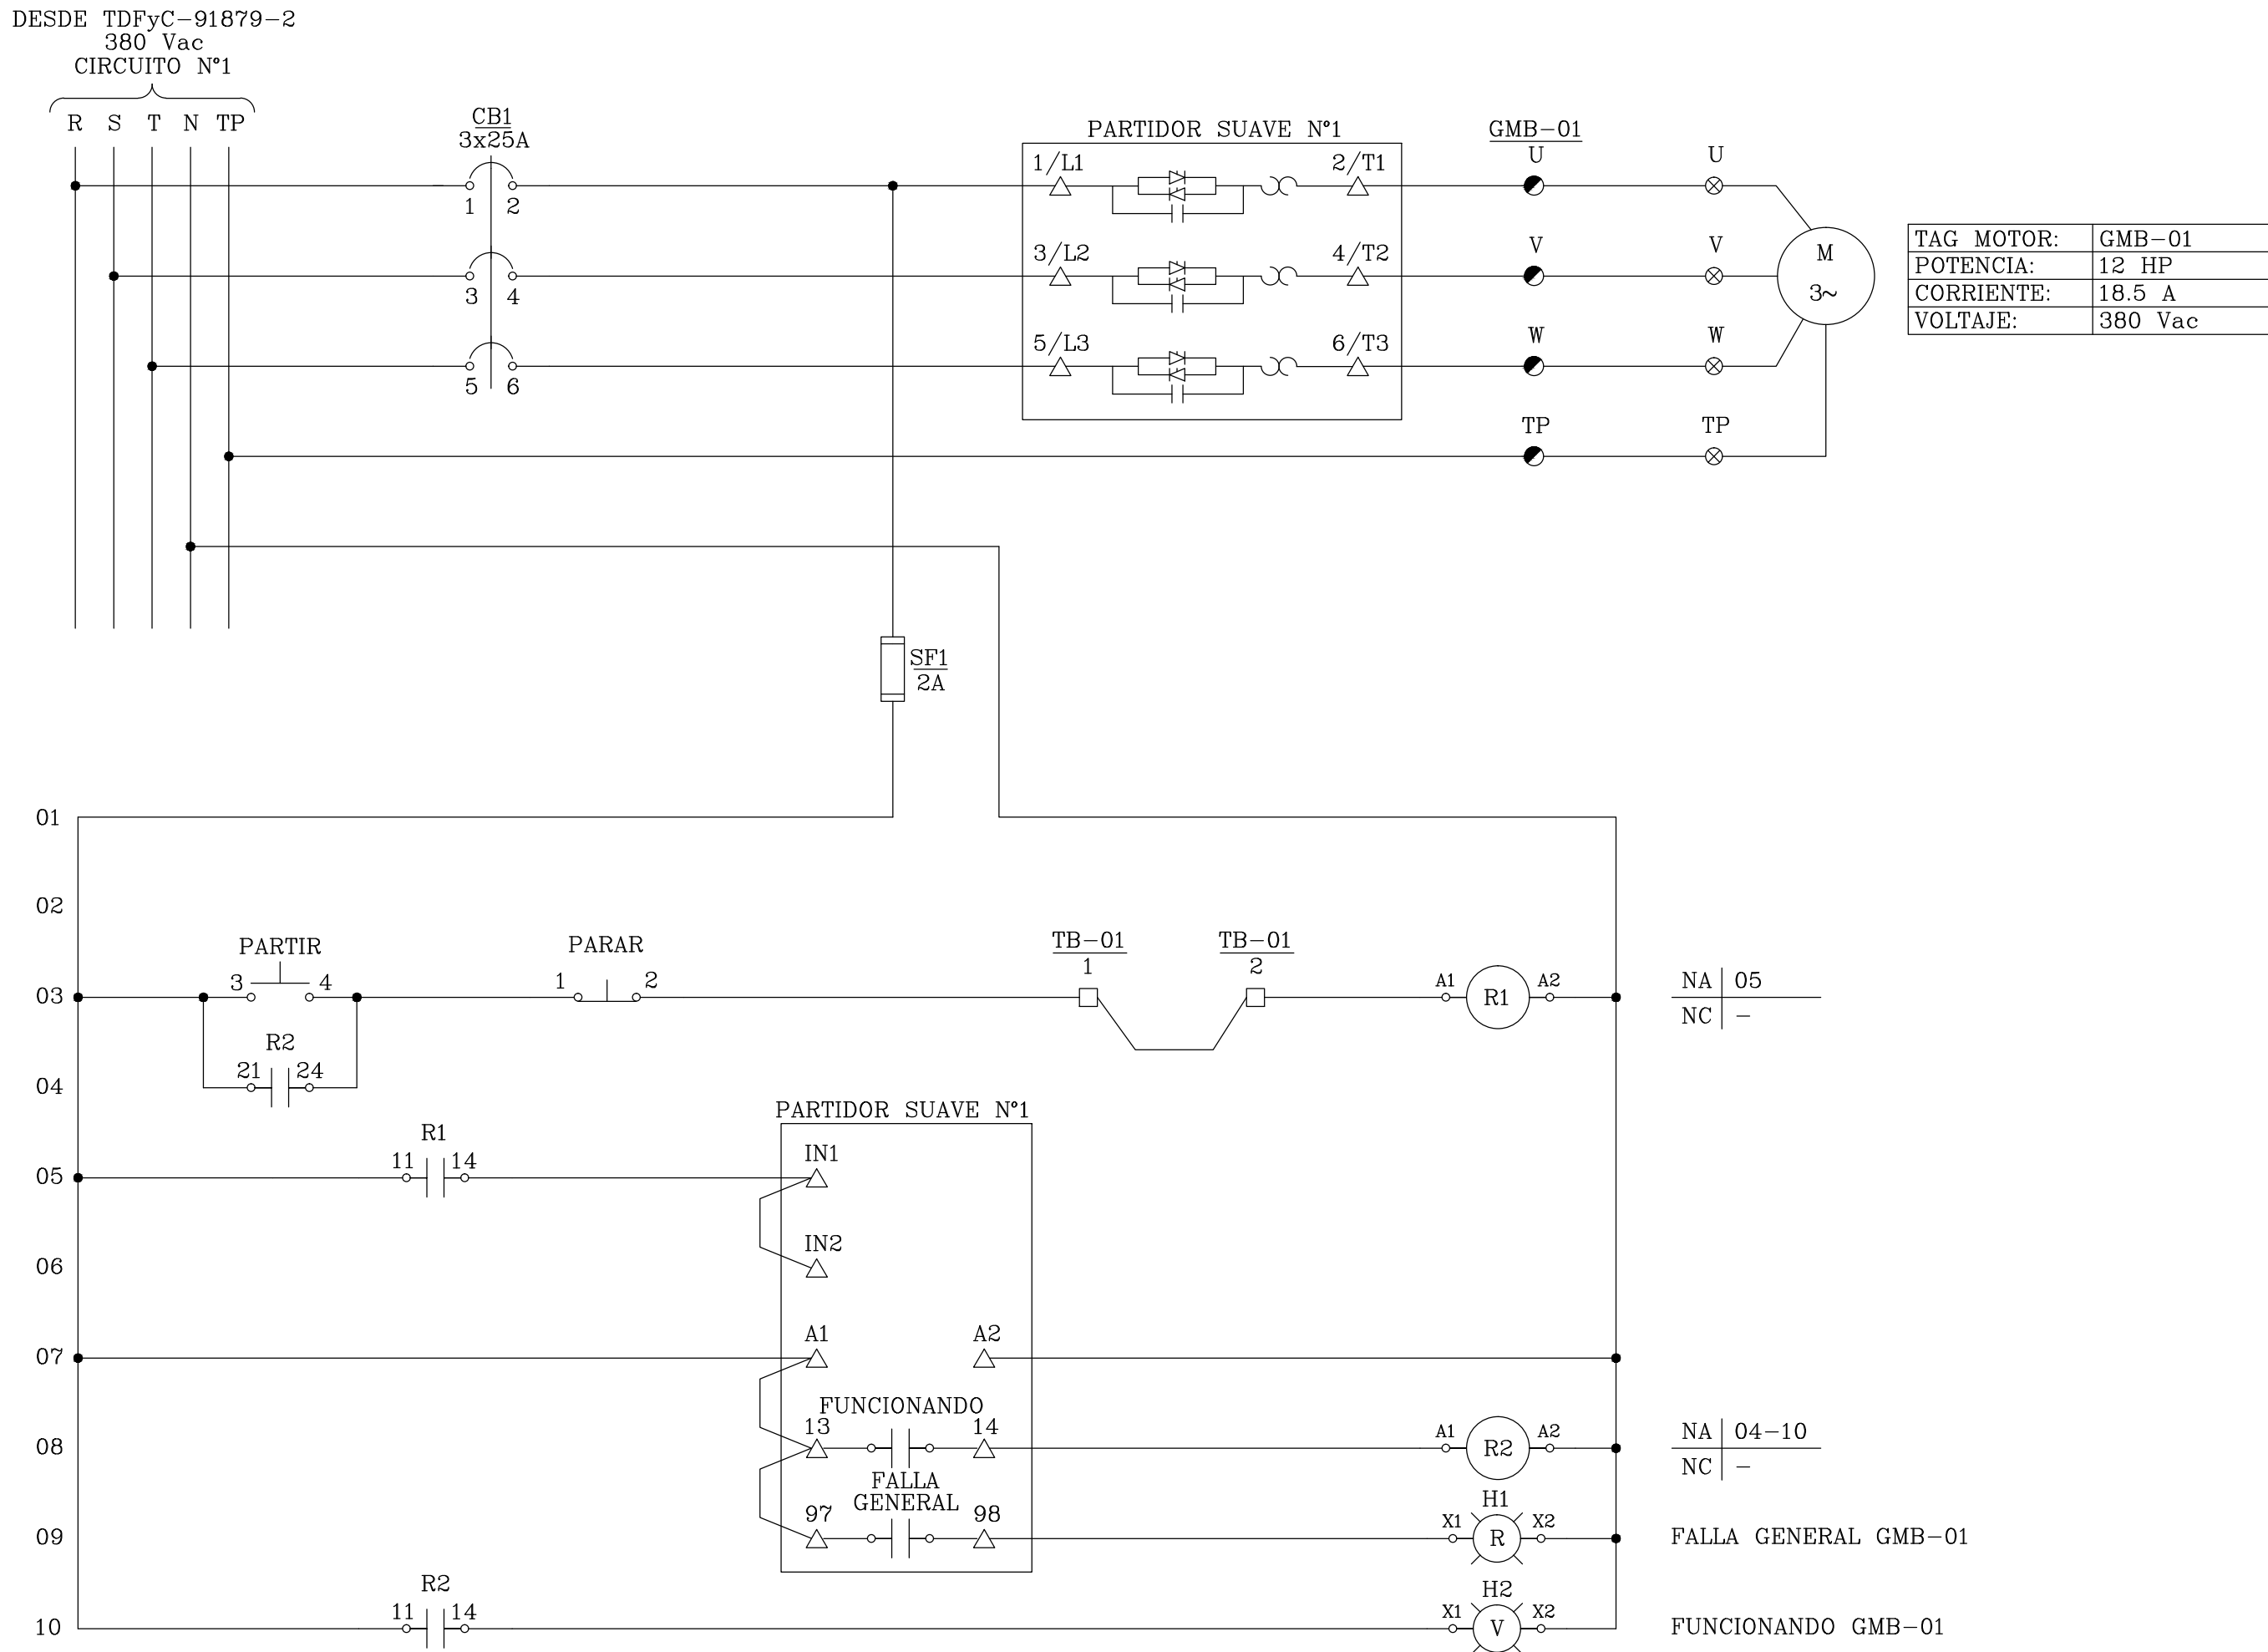 DESDE TDFyC-91879-2
380 Vac
CIRCUITO N°1
R S T N TP
CB1
3x25A
1 2
3 4
5 6
PARTIDOR SUAVE N°1
1/L1 2/T1
3/L2 4/T2
5/L3 6/T3
GMB-01
U U
V V
W W
TP TP
M
3~
TAG MOTOR: GMB-01
POTENCIA: 12 HP
CORRIENTE: 18.5 A
VOLTAJE: 380 Vac
SF1
2A
01
02
PARTIR PARAR TB-01 TB-01
1 2
03 3 4 1 2 A1 R1 A2 NA 05
NC -
R2
04 21 24
PARTIDOR SUAVE N°1
R1
05 11 14 IN1
06 IN2
07 A1 A2
FUNCIONANDO
08 13 14 A1 R2 A2 NA 04-10
NC -
FALLA
GENERAL
H1
09 97 98 X1 R X2 FALLA GENERAL GMB-01
R2 H2
10 11 14 X1 V X2 FUNCIONANDO GMB-01